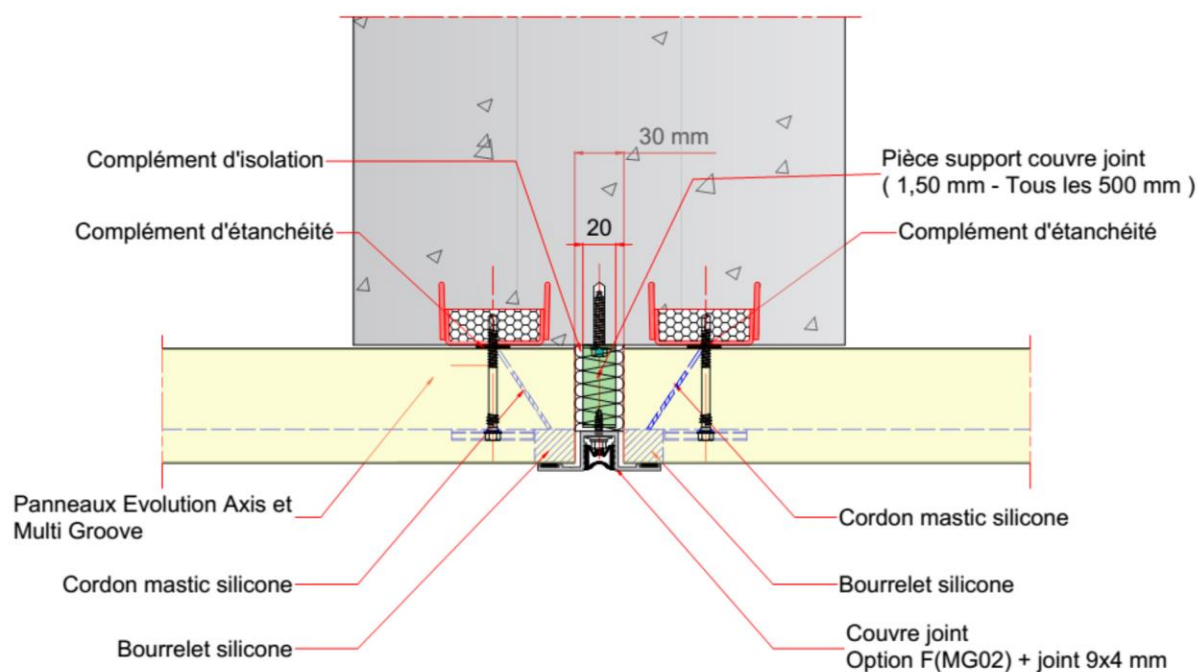 30 mm
Complément d'isolation
Pièce support couvre joint
( 1,50 mm - Tous les 500 mm )
20
Complément d'étanchéité
Complément d'étanchéité
Panneaux Evolution Axis et
Multi Groove
Cordon mastic silicone
Cordon mastic silicone
Bourrelet silicone
Bourrelet silicone
Couvre joint
Option F(MG02) + joint 9x4 mm